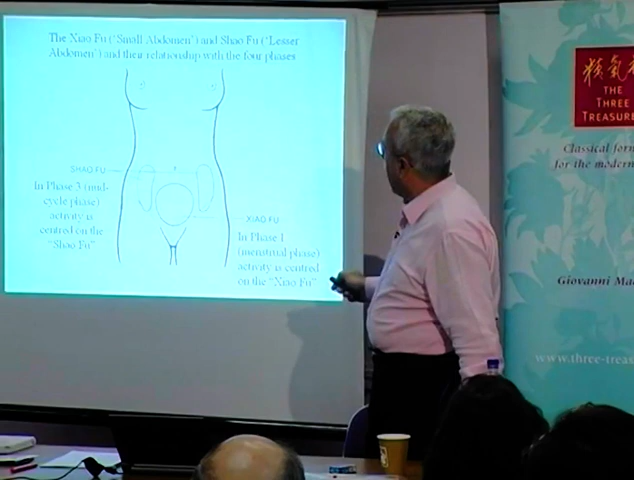 The Xiao Fu ('Small Abdomen') and Shao Fu ('Lesser
Abdomen') and their relationship with the four phases
SHAO FU
In Phase 3 (mid-
cycle phase)
activity is
centred on the
"Shao Fu"
XIAO FU
In Phase 1
(menstrual phase)
activity is centred
on the "Xiao Fu"
THE
THREE
TREASURE
Classical for
for the modern
Giovanni Ma
www.three-treas